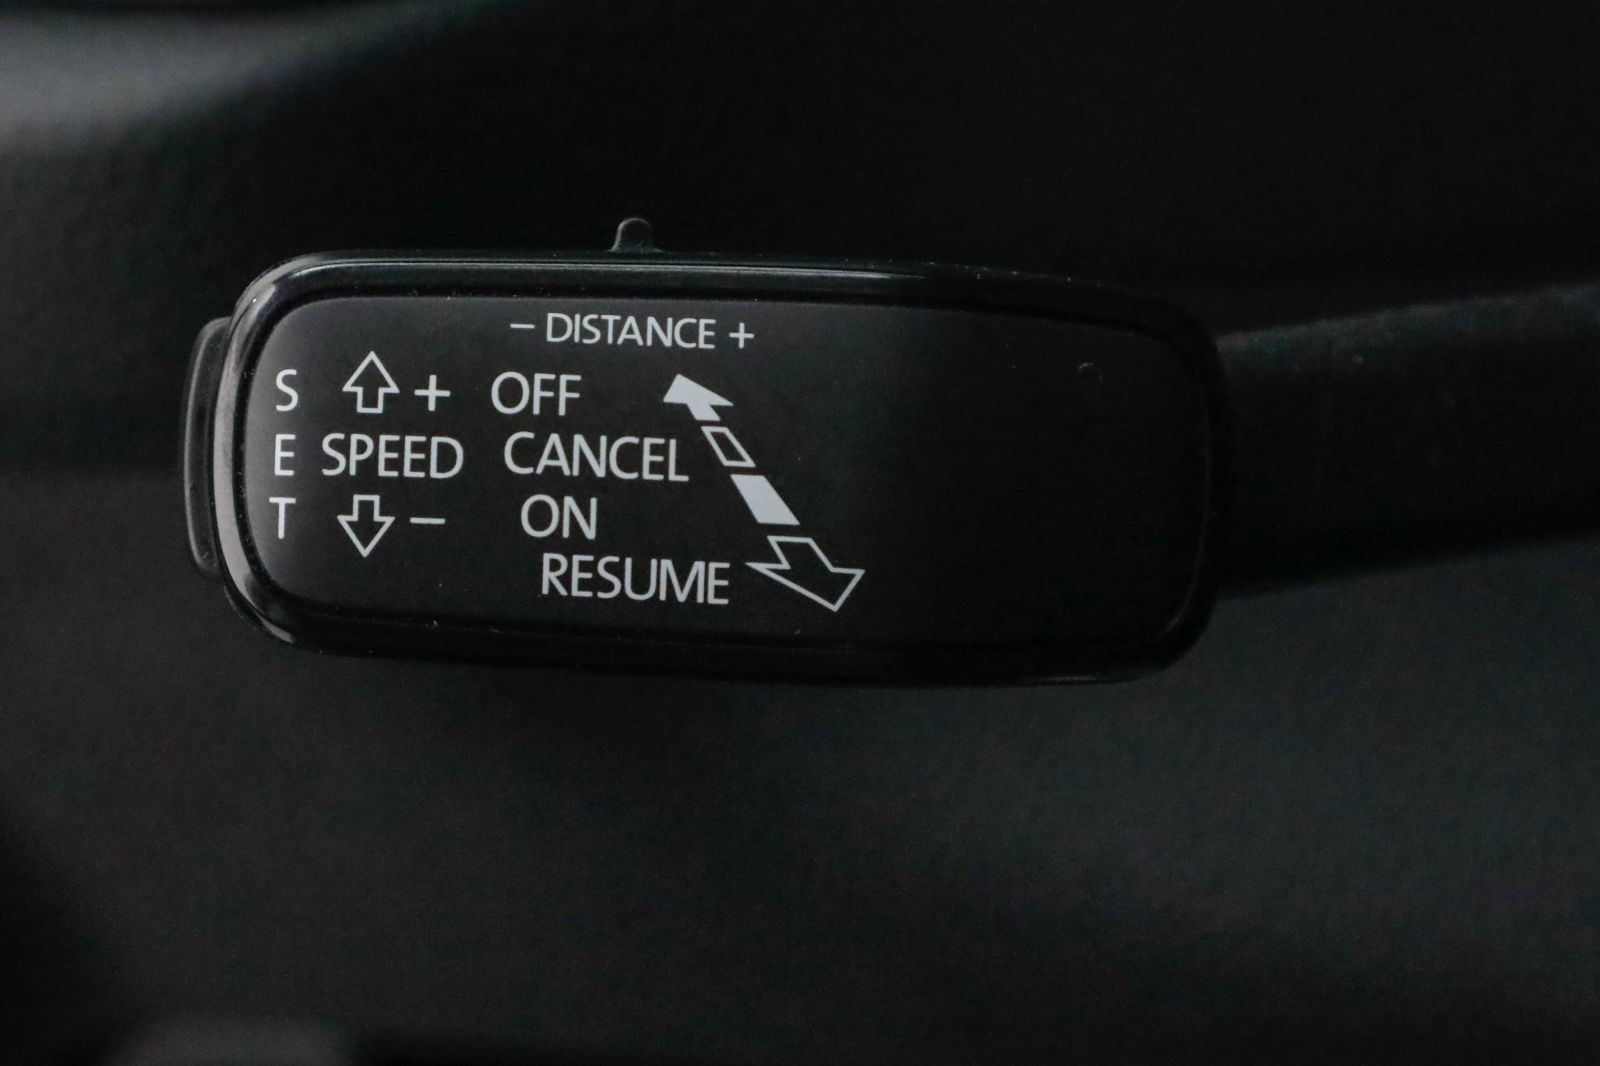 – DISTANCE +
S + OFF
E SPEED CANCEL
T – ON
RESUME